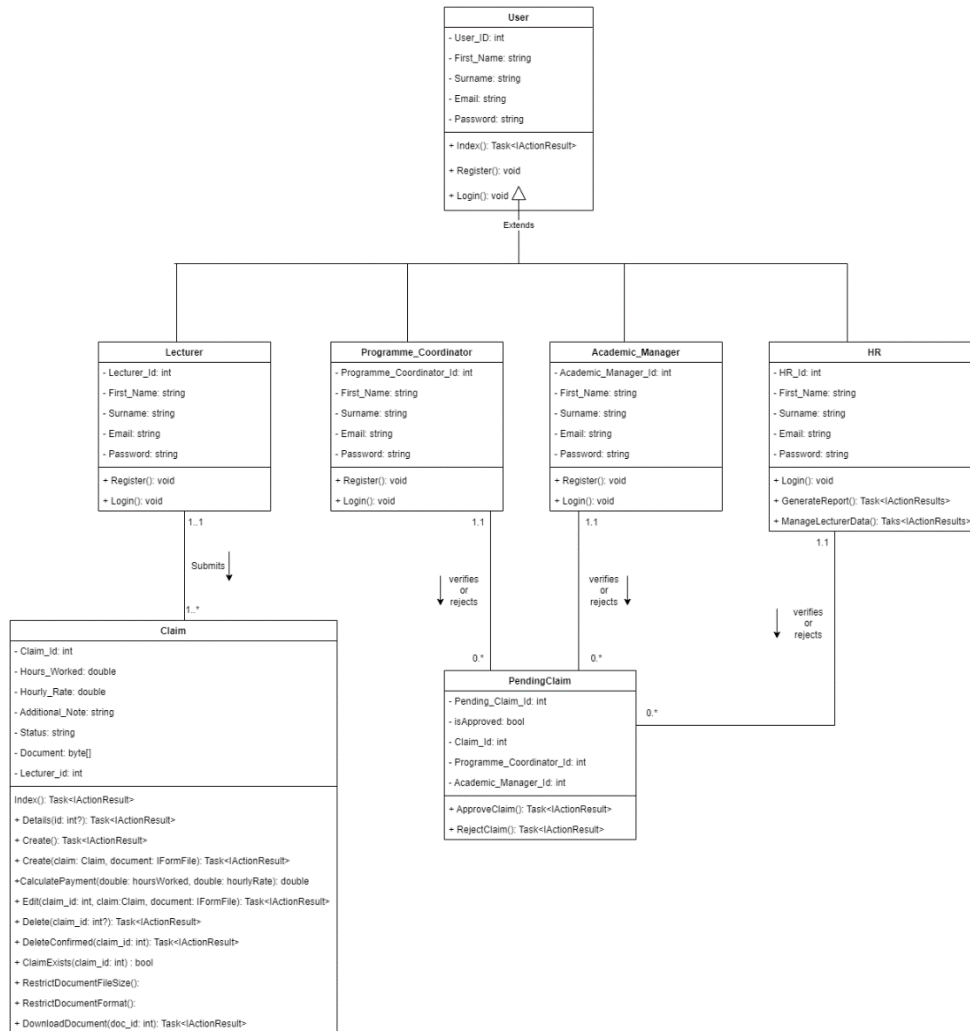 User
- User_ID: int
- First_Name: string
- Surname: string
- Email: string
- Password: string
+ Index(): Task<IActionResult>
+ Register(): void
+ Login(): void
Extends
Lecturer
- Lecturer_Id: int
- First_Name: string
- Surname: string
- Email: string
- Password: string
+ Register(): void
+ Login(): void
Programme_Coordinator
- Programme_Coordinator_Id: int
- First_Name: string
- Surname: string
- Email: string
- Password: string
+ Register(): void
+ Login(): void
Academic_Manager
- Academic_Manager_Id: int
- First_Name: string
- Surname: string
- Email: string
- Password: string
+ Register(): void
+ Login(): void
HR
- HR_Id: int
- First_Name: string
- Surname: string
- Email: string
- Password: string
+ Login(): void
+ GenerateReport(): Task<IActionResults>
+ ManageLecturerData(): Taks<IActionResults>
1..1
Submits
1..*
1.1
verifies
or
rejects
0.*
1.1
verifies
or
rejects
0.*
1.1
verifies
or
rejects
0.*
Claim
- Claim_Id: int
- Hours_Worked: double
- Hourly_Rate: double
- Additional_Note: string
- Status: string
- Document: byte[]
- Lecturer_id: int
Index(): Task<IActionResult>
+ Details(id: int?): Task<IActionResult>
+ Create(): Task<IActionResult>
+ Create(claim: Claim, document: IFormFile): Task<IActionResult>
+CalculatePayment(double: hoursWorked, double: hourlyRate): double
+ Edit(claim_id: int, claim:Claim, document: IFormFile): Task<IActionResult>
+ Delete(claim_id: int?): Task<IActionResult>
+ DeleteConfirmed(claim_id: int): Task<IActionResult>
+ ClaimExists(claim_id: int) : bool
+ RestrictDocumentFileSize():
+ RestrictDocumentFormat():
+ DownloadDocument(doc_id: int): Task<IActionResult>
PendingClaim
- Pending_Claim_Id: int
- isApproved: bool
- Claim_Id: int
- Programme_Coordinator_Id: int
- Academic_Manager_Id: int
+ ApproveClaim(): Task<IActionResult>
+ RejectClaim(): Task<IActionResult>